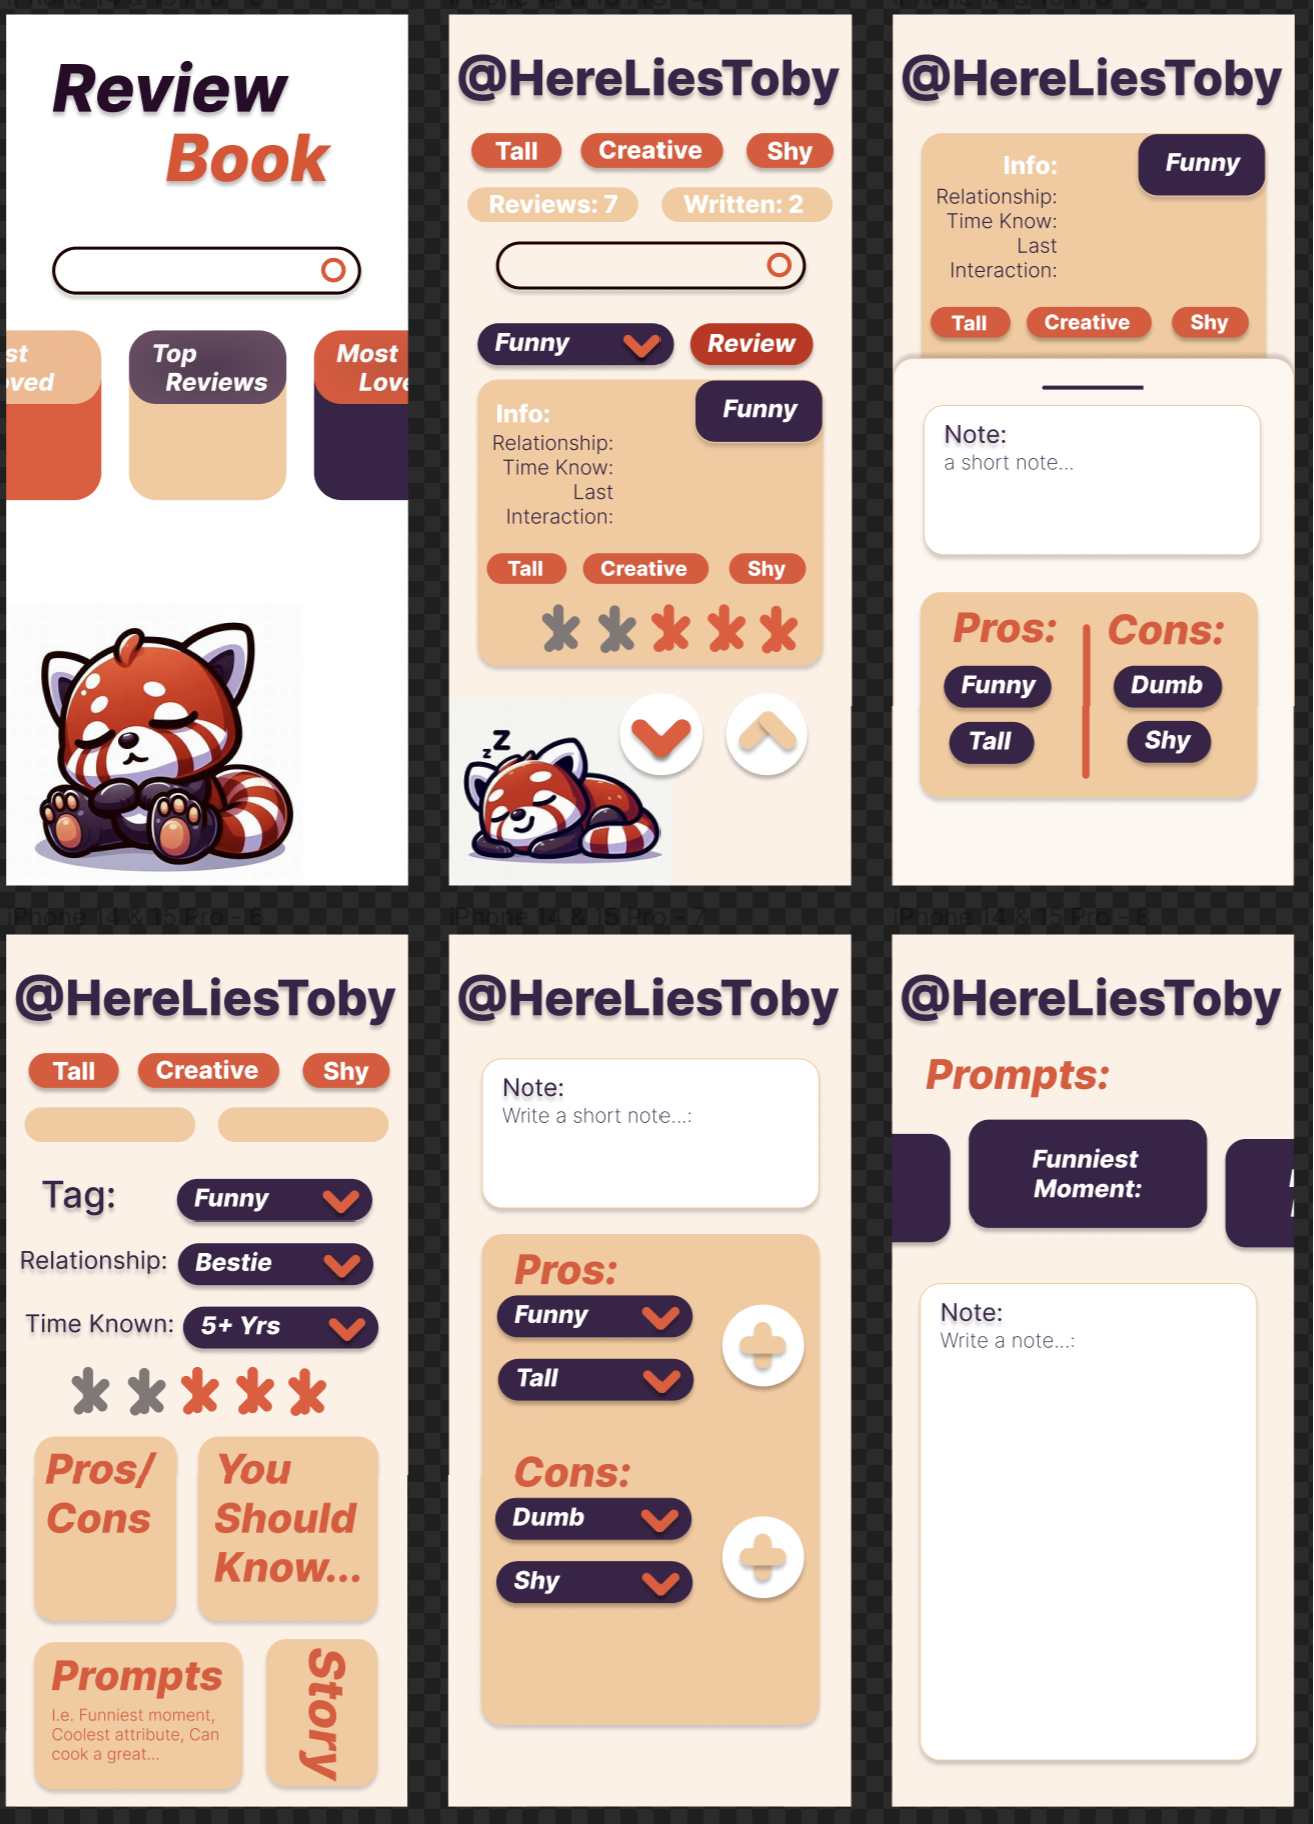 Review
Book
st
oved
Top
Reviews
Most
Love
@HereLiesToby
Tall
Creative
Shy
Reviews: 7
Written: 2
Funny
Review
Info:
Funny
Relationship:
Time Know:
Last
Interaction:
Tall
Creative
Shy
z
Z
@HereLiesToby
Info:
Funny
Relationship:
Time Know:
Last
Interaction:
Tall
Creative
Shy
Note:
a short note...
Pros:
Cons:
Funny
Dumb
Tall
Shy
iPhone 14 & 15 Pro - 6
@HereLiesToby
Tall
Creative
Shy
Tag:
Funny
Relationship:
Bestie
Time Known:
5+ Yrs
Pros/
Cons
You
Should
Know...
Prompts
I.e. Funniest moment,
Coolest attribute, Can
cook a great...
Story
iPhone 14 & 15 Pro - 7
@HereLiesToby
Note:
Write a short note...:
Pros:
Funny
Tall
Cons:
Dumb
Shy
iPhone 14 & 15 Pro - 8
@HereLiesToby
Prompts:
Funniest
Moment:
Note:
Write a note...: